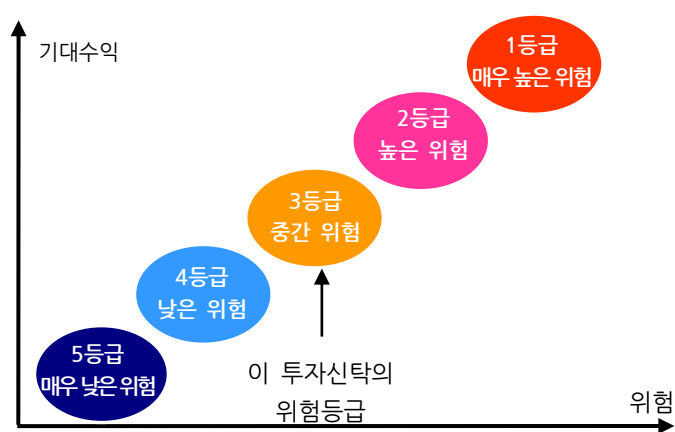 기대수익
1등급
매우 높은 위험
2등급
높은 위험
3등급
중간 위험
4등급
낮은 위험
5등급
매우 낮은 위험
이 투자신탁의
위험등급
위험